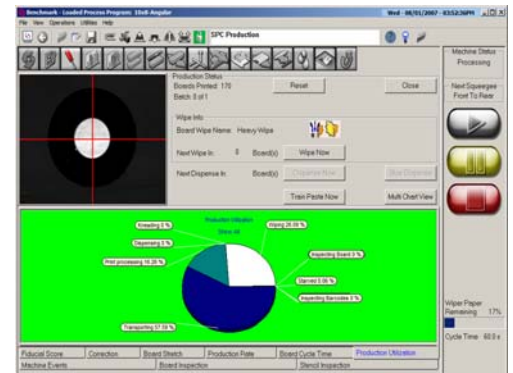 Benchmark - Loaded Process Program: 10x8-Angular
Wed - 08/01/2007 - 03:52:36PM
File View Operations Utilities Help
SPC Production
Machine Status
Processing
Next Squeegee
Front To Rear
Production Status
Boards Printed: 170
Batch: 0 of 1
Reset
Close
Wipe Info
Board Wipe Name: Heavy Wipe
Next Wipe In: 0 Board(s)
Wipe Now
Next Dispense In: Board(s)
Dispense Now
Stop Dispense
Train Paste Now
Multi Chart View
Production Utilization
Show All
Kneading 0 %
Wiping 26.08 %
Dispensing 0 %
Inspecting Board 0 %
Print processing 16.26 %
Starved 0.06 %
Inspecting Barcodes 0 %
Transporting 57.59 %
Wiper Paper
Remaining 17%
Cycle Time 60.0 s
Fiducial Score
Correction
Board Stretch
Production Rate
Board Cycle Time
Production Utilization
Machine Events
Board Inspection
Stencil Inspection